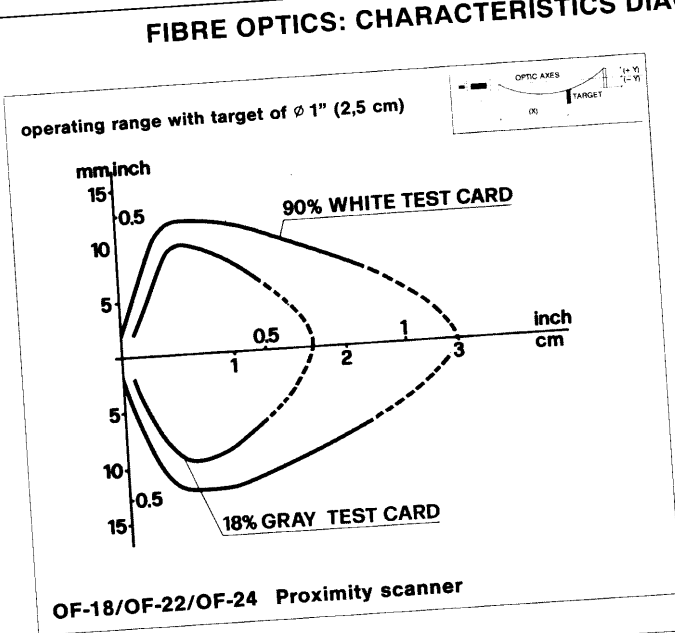 FIBRE OPTICS: CHARACTERISTICS
OPTIC AXES
(+ Y)
(− Y)
TARGET
(X)
operating range with target of ⌀ 1" (2,5 cm)
mm inch
15
0.5
90% WHITE TEST CARD
10
5
0.5
1
inch
1
2
3
cm
5
10
0.5
15
18% GRAY TEST CARD
OF-18/OF-22/OF-24 Proximity scanner